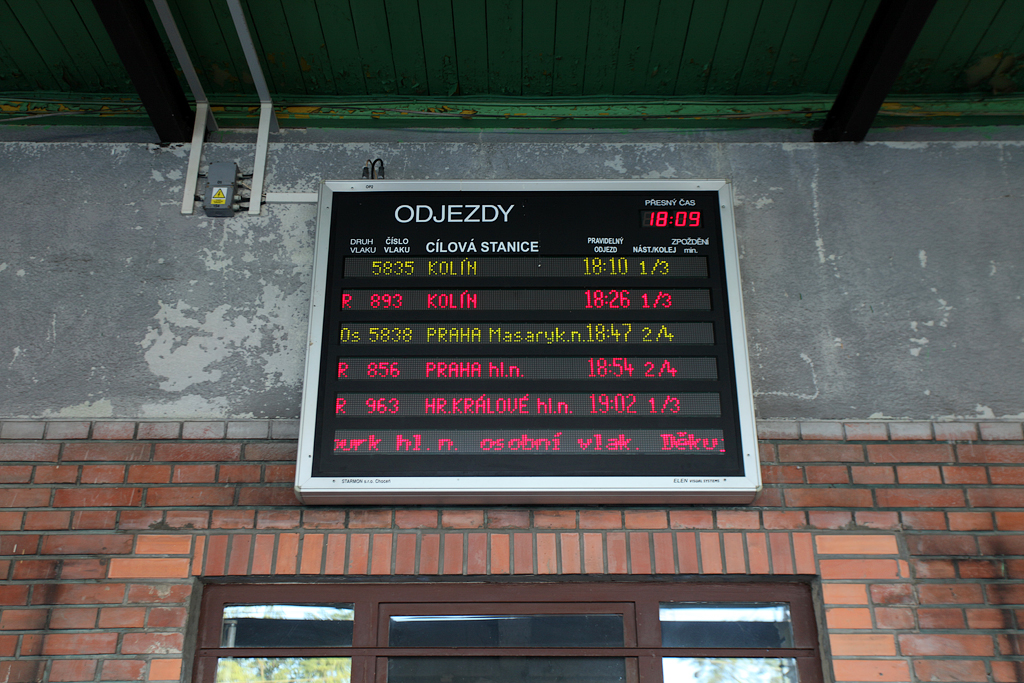 OP2
ODJEZDY
PŘESNÝ ČAS
18:09
DRUH VLAKU ČÍSLO VLAKU CÍLOVÁ STANICE PRAVIDELNÝ ODJEZD NÁST./KOLEJ ZPOŽDĚNÍ min.
5835 KOLÍN 18:10 1/3
R 893 KOLÍN 18:26 1/3
Os 5838 PRAHA Masaryk.n. 18:47 2/4
R 856 PRAHA hl.n. 18:54 2/4
R 963 HR.KRÁLOVÉ hl.n. 19:02 1/3
hl.n. osobní vlak. Děku
STARMON s.r.o. Choceň ELEN VISUAL SYSTEMS